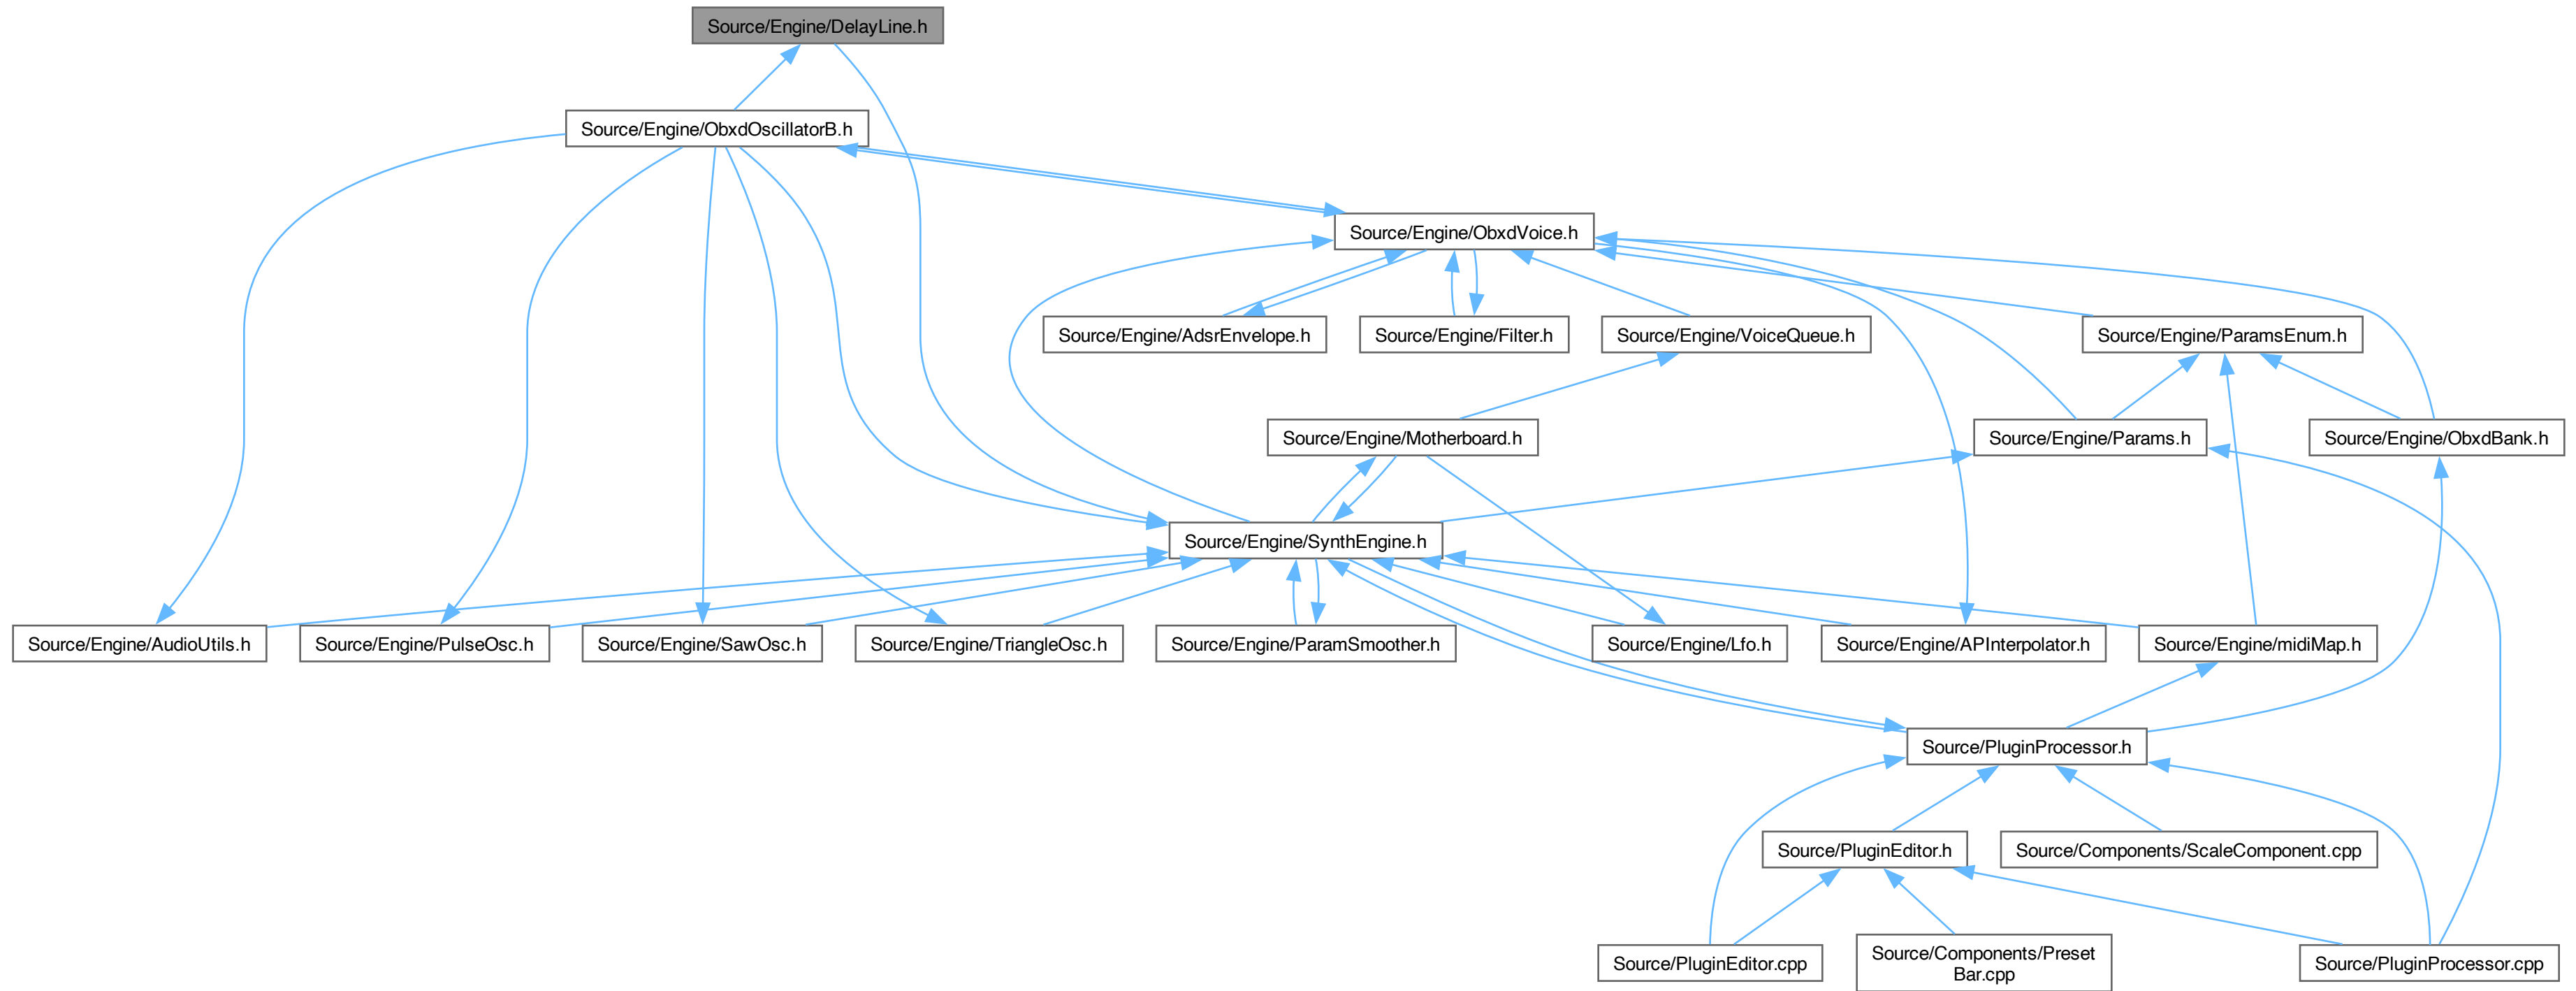 Source/Engine/DelayLine.h
Source/Engine/ObxdOscillatorB.h
Source/Engine/ObxdVoice.h
Source/Engine/AdsrEnvelope.h
Source/Engine/Filter.h
Source/Engine/VoiceQueue.h
Source/Engine/ParamsEnum.h
Source/Engine/Motherboard.h
Source/Engine/Params.h
Source/Engine/ObxdBank.h
Source/Engine/SynthEngine.h
Source/Engine/AudioUtils.h
Source/Engine/PulseOsc.h
Source/Engine/SawOsc.h
Source/Engine/TriangleOsc.h
Source/Engine/ParamSmoother.h
Source/Engine/Lfo.h
Source/Engine/APInterpolator.h
Source/Engine/midiMap.h
Source/PluginProcessor.h
Source/PluginEditor.h
Source/Components/ScaleComponent.cpp
Source/PluginEditor.cpp
Source/Components/Preset
Bar.cpp
Source/PluginProcessor.cpp